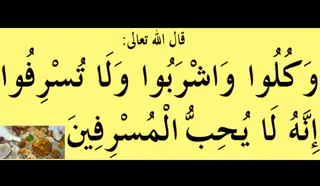 قال الله تعالى:
وَكُلُوا وَاشْرَبُوا وَلَا تُسْرِفُوا
إِنَّهُ لَا يُحِبُّ الْمُسْرِفِينَ